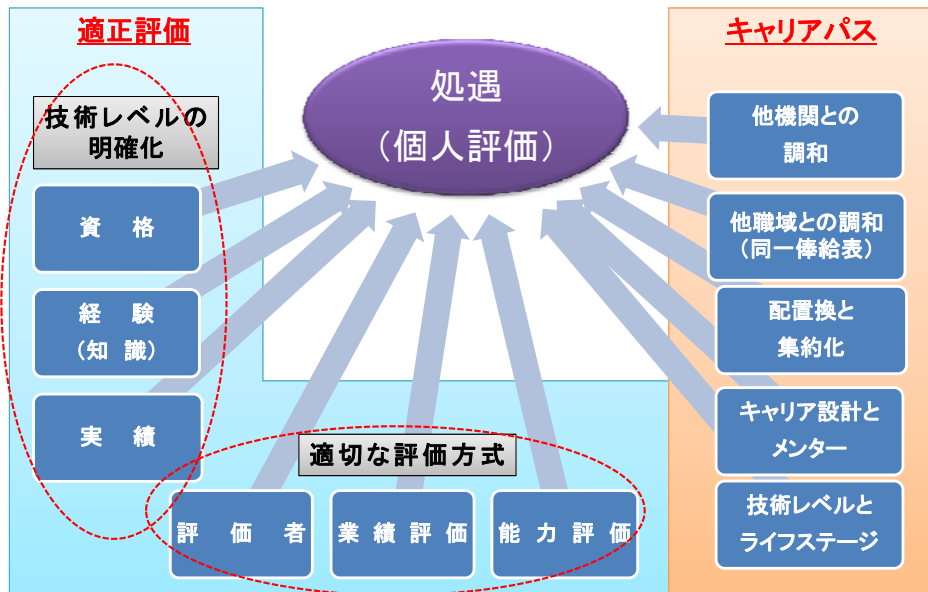 適正評価
技術レベルの
明確化
資 格
経 験
（知 識）
実 績
適切な評価方式
評 価 者
業 績 評 価
能 力 評 価
処遇
（個人評価）
キャリアパス
他機関との
調和
他職域との調和
（同一俸給表）
配置換と
集約化
キャリア設計と
メンター
技術レベルと
ライフステージ